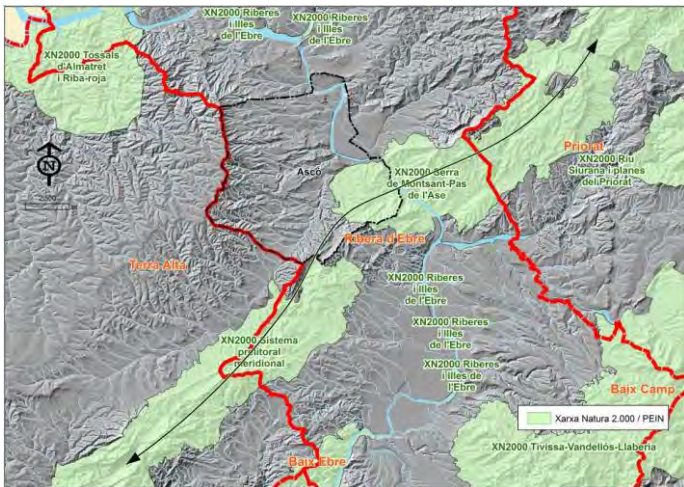 XN2000 Riberes
i Illes
de l'Ebre
XN2000 Riberes
i Illes
de l'Ebre
XN2000 Tossals
d'Almatret
i Riba-roja
N
Priorat
XN2000 Riu
Siurana i planes
del Priorat
Ascó
XN2000 Serra
de Montsant-Pas
de l'Ase
Ribera d'Ebre
Terra Alta
XN2000 Riberes
i Illes
de l'Ebre
XN2000 Riberes
i Illes
de l'Ebre
XN2000 Riberes
i Illes de
l'Ebre
XN2000 Sistema
prelitoral
meridional
Baix Camp
Xarxa Natura 2.000 / PEIN
XN2000 Tivissa-Vandellós-Llaberia
Baix Ebre